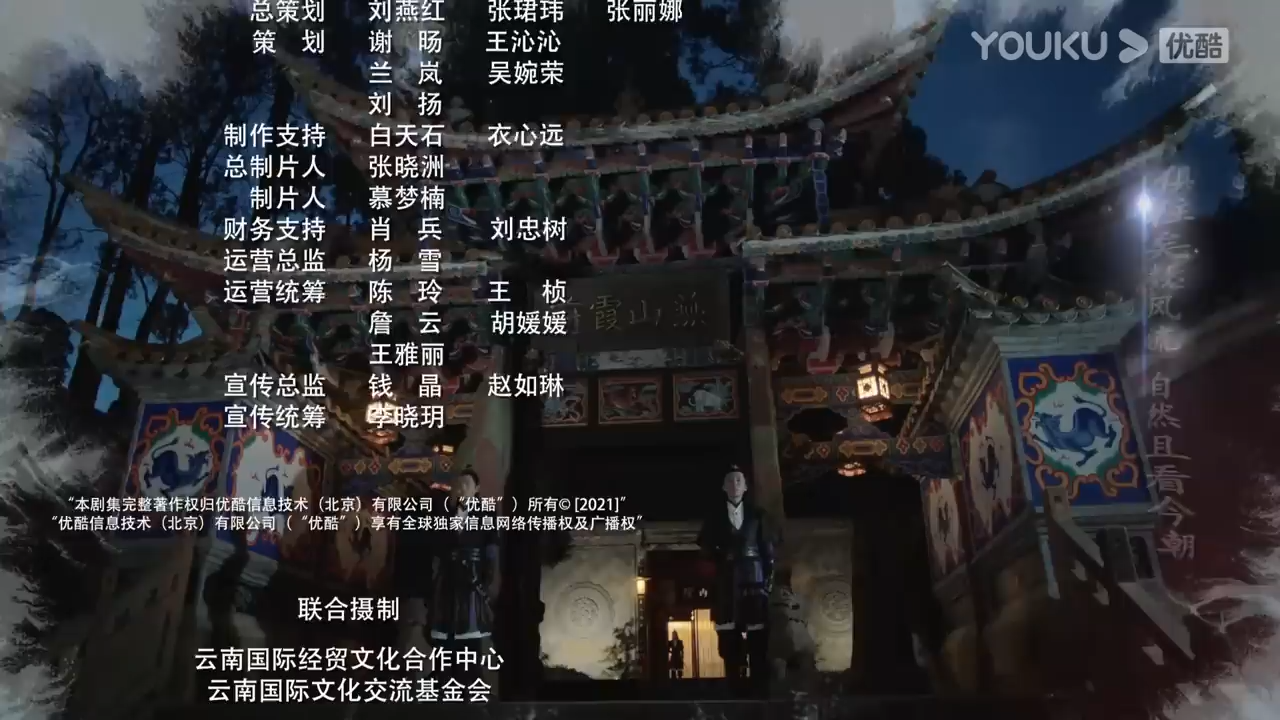 总策划 刘燕红 张珺玮 张丽娜
策 划 谢 旸 王沁沁
兰 岚 吴婉荣
刘 扬
制作支持 白天石 衣心远
总制片人 张晓洲
制片人 慕梦楠
财务支持 肖 兵 刘忠树
运营总监 杨 雪
运营统筹 陈 玲 王 桢
詹 云 胡媛媛
王雅丽
宣传总监 钱 晶 赵如琳
宣传统筹 李晓玥
“本剧集完整著作权归优酷信息技术（北京）有限公司（“优酷”）所有© [2021]”
“优酷信息技术（北京）有限公司（“优酷”）享有全球独家信息网络传播权及广播权”
联合摄制
云南国际经贸文化合作中心
云南国际文化交流基金会
YOUKU 优酷
霞山
自然且看今朝
内